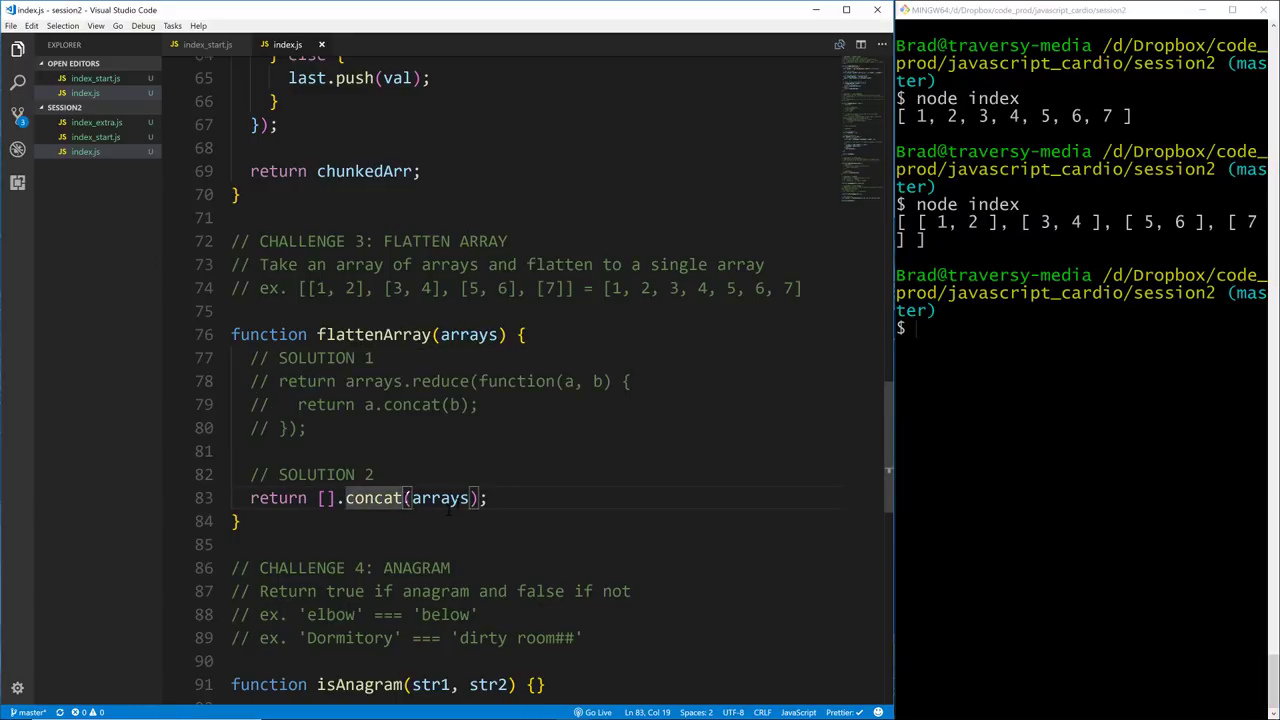 index.js - session2 - Visual Studio Code
File Edit Selection View Go Debug Tasks Help
EXPLORER
OPEN EDITORS
index_start.js U
index.js U
SESSION2
index_extra.js U
index_start.js U
index.js U
3
index_start.js
index.js
65 last.push(val);
66 }
67 });
68
69 return chunkedArr;
70 }
71
72 // CHALLENGE 3: FLATTEN ARRAY
73 // Take an array of arrays and flatten to a single array
74 // ex. [[1, 2], [3, 4], [5, 6], [7]] = [1, 2, 3, 4, 5, 6, 7]
75
76 function flattenArray(arrays) {
77 // SOLUTION 1
78 // return arrays.reduce(function(a, b) {
79 // return a.concat(b);
80 // });
81
82 // SOLUTION 2
83 return [].concat(arrays);
84 }
85
86 // CHALLENGE 4: ANAGRAM
87 // Return true if anagram and false if not
88 // ex. 'elbow' === 'below'
89 // ex. 'Dormitory' === 'dirty room##'
90
91 function isAnagram(str1, str2) {}
master* 0 0 Go Live Ln 83, Col 19 Spaces: 2 UTF-8 CRLF JavaScript Prettier: ✓
MINGW64:/d/Dropbox/code_prod/javascript_cardio/session2
Brad@traversy-media /d/Dropbox/code_
prod/javascript_cardio/session2 (mas
ter)
$ node index
[ 1, 2, 3, 4, 5, 6, 7 ]
Brad@traversy-media /d/Dropbox/code_
prod/javascript_cardio/session2 (mas
ter)
$ node index
[ [ 1, 2 ], [ 3, 4 ], [ 5, 6 ], [ 7
] ]
Brad@traversy-media /d/Dropbox/code_
prod/javascript_cardio/session2 (mas
ter)
$